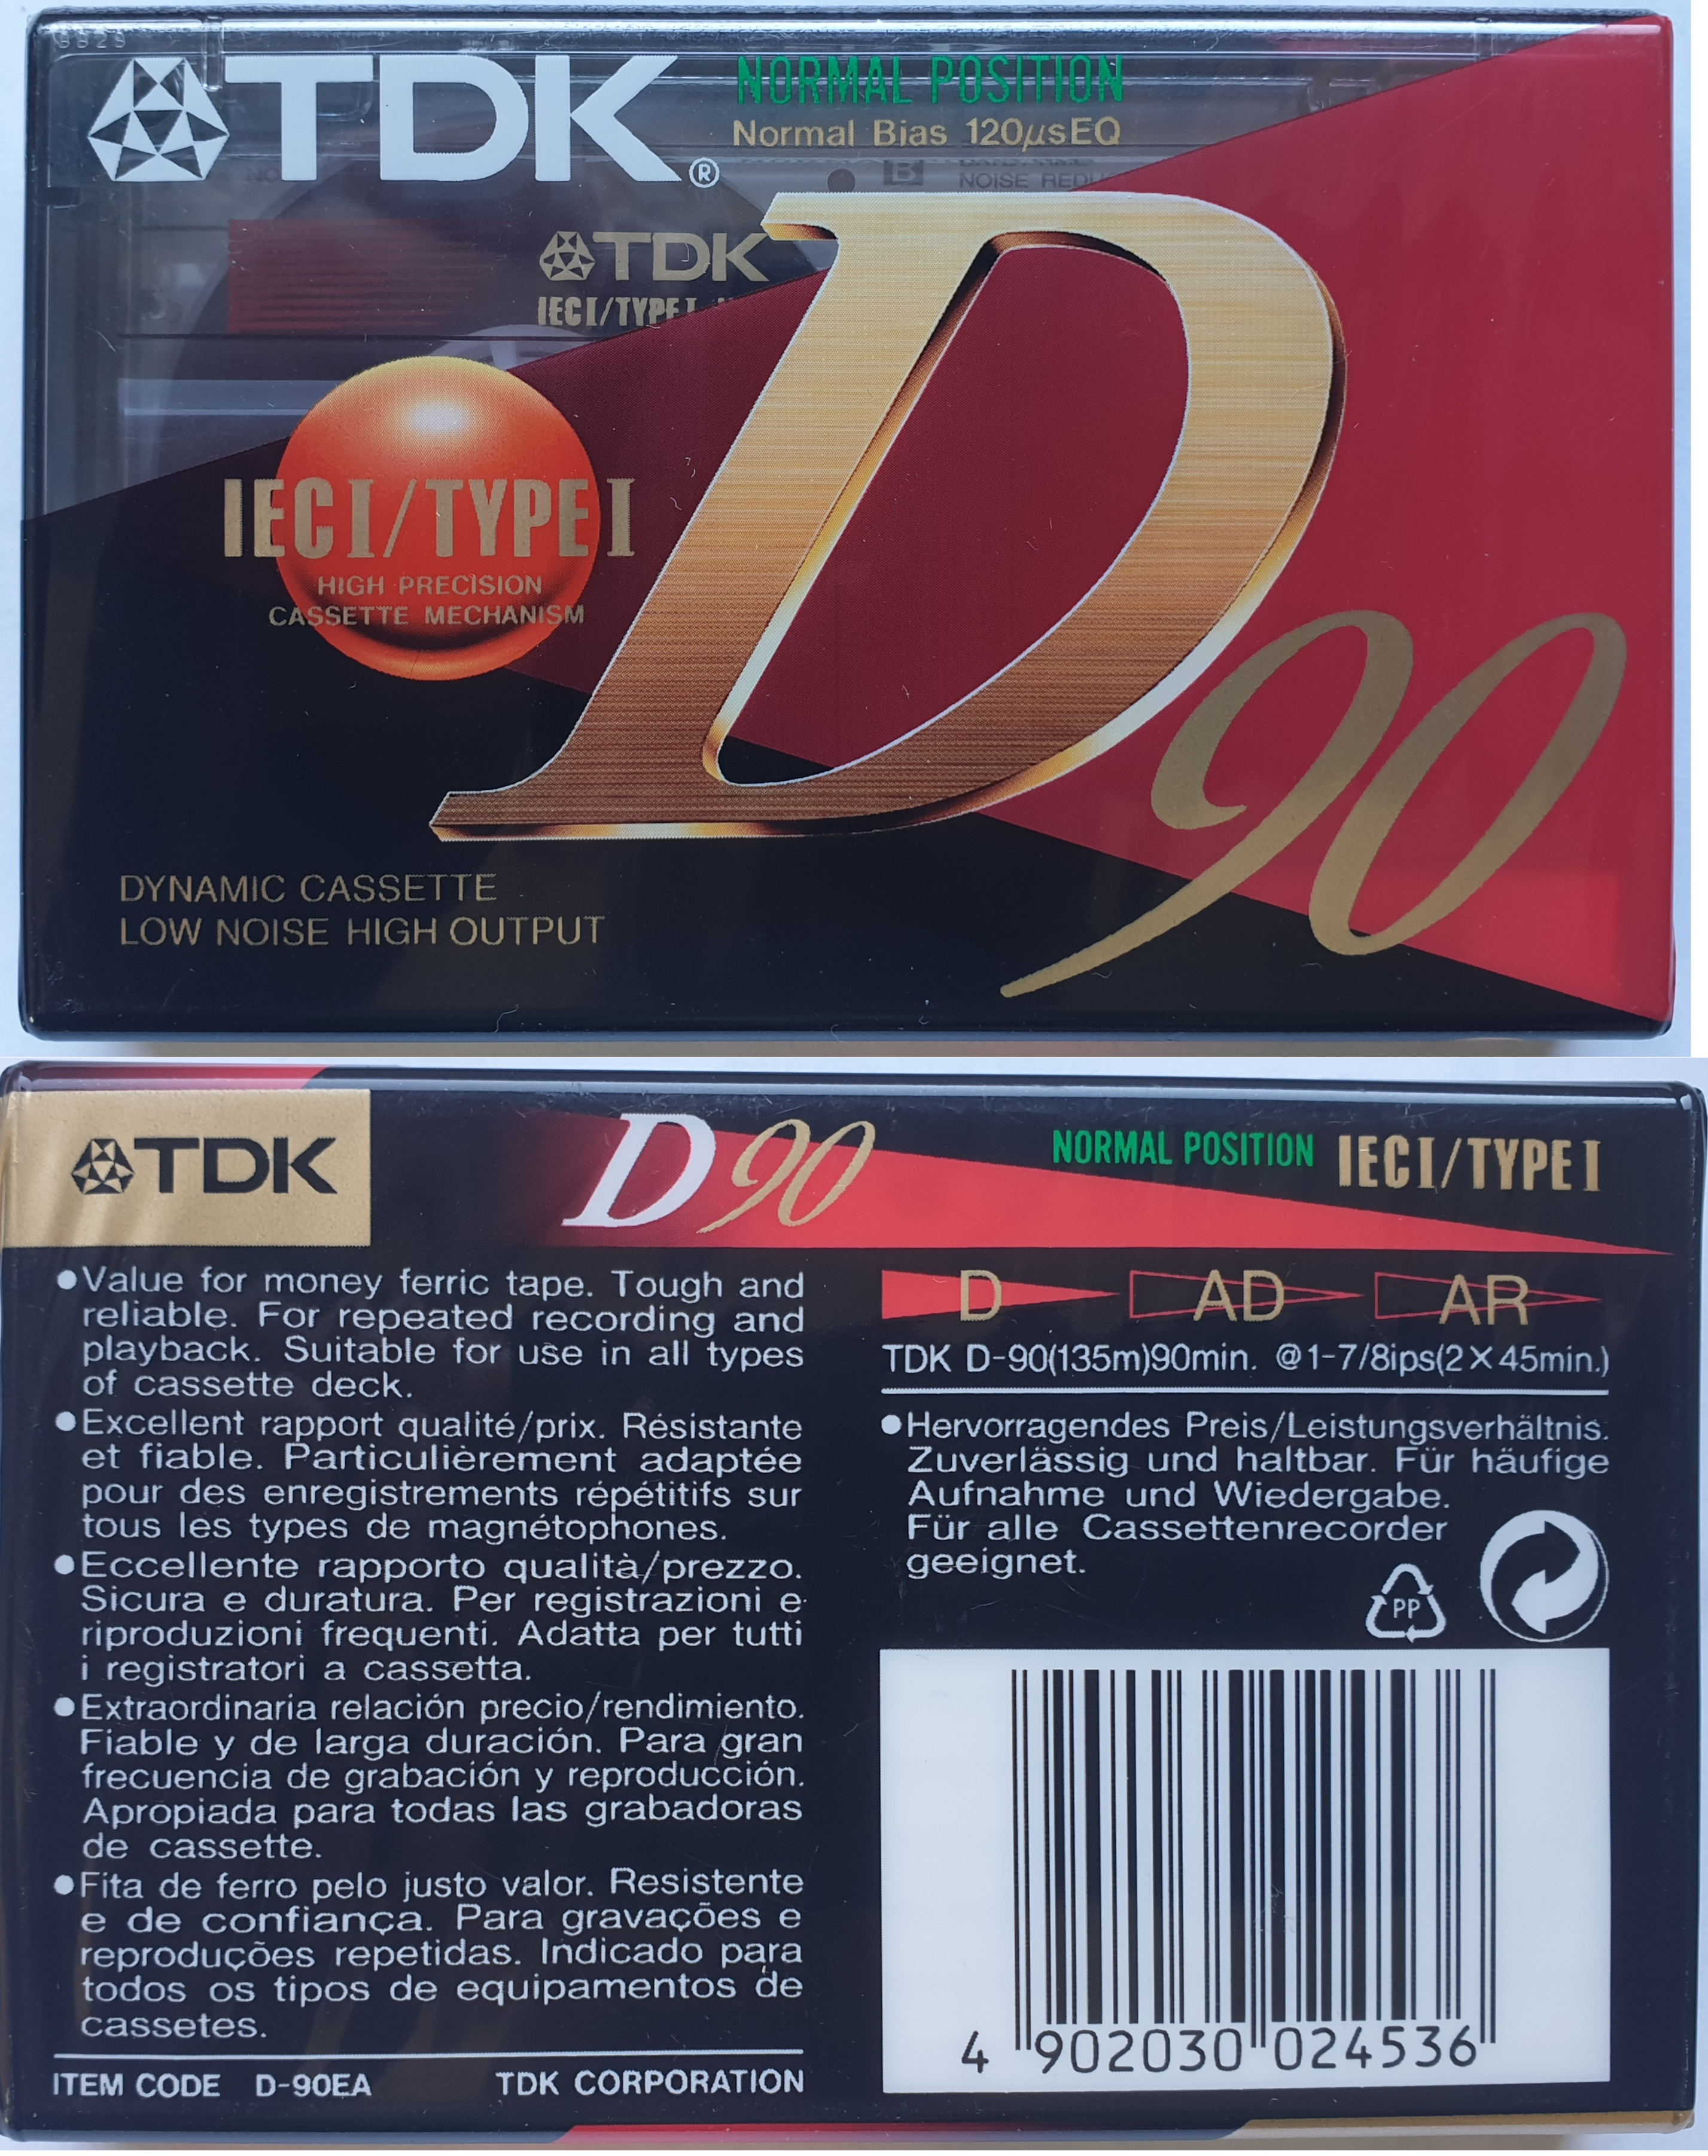 TDK®
NORMAL POSITION
Normal Bias 120µsEQ
B
NOISE
TDK
IECI/TYPE I
IECI/TYPE I
HIGH PRECISION
CASSETTE MECHANISM
D90
DYNAMIC CASSETTE
LOW NOISE HIGH OUTPUT
TDK
D90
NORMAL POSITION IECI/TYPE I
●Value for money ferric tape. Tough and
reliable. For repeated recording and
playback. Suitable for use in all types
of cassette deck.
●Excellent rapport qualité/prix. Résistante
et fiable. Particulièrement adaptée
pour des enregistrements répétitifs sur
tous les types de magnétophones.
●Eccellente rapporto qualità/prezzo.
Sicura e duratura. Per registrazioni e
riproduzioni frequenti. Adatta per tutti
i registratori a cassetta.
●Extraordinaria relación precio/rendimiento.
Fiable y de larga duración. Para gran
frecuencia de grabación y reproducción.
Apropiada para todas las grabadoras
de cassette.
●Fita de ferro pelo justo valor. Resistente
e de confiança. Para gravações e
reproduções repetidas. Indicado para
todos os tipos de equipamentos de
cassetes.
ITEM CODE D-90EA TDK CORPORATION
D AD AR
TDK D-90(135m)90min. @1-7/8ips(2×45min.)
●Hervorragendes Preis/Leistungsverhältnis.
Zuverlässig und haltbar. Für häufige
Aufnahme und Wiedergabe.
Für alle Cassettenrecorder
geeignet.
PP
4 902030 024536